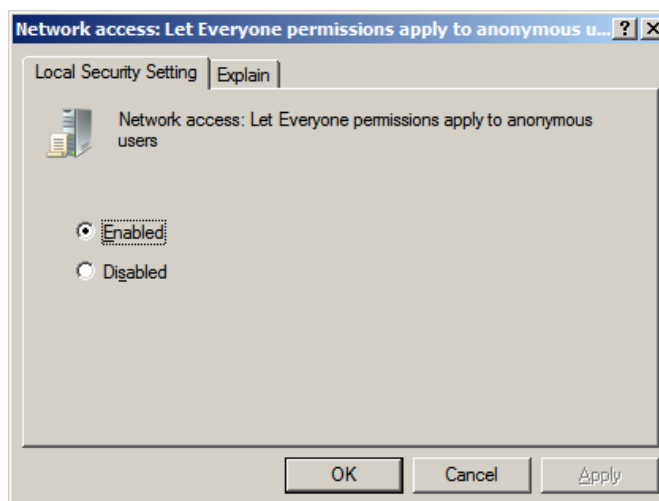 Network access: Let Everyone permissions apply to anonymous u...
Local Security Setting
Explain
Network access: Let Everyone permissions apply to anonymous
users
Enabled
Disabled
OK
Cancel
Apply